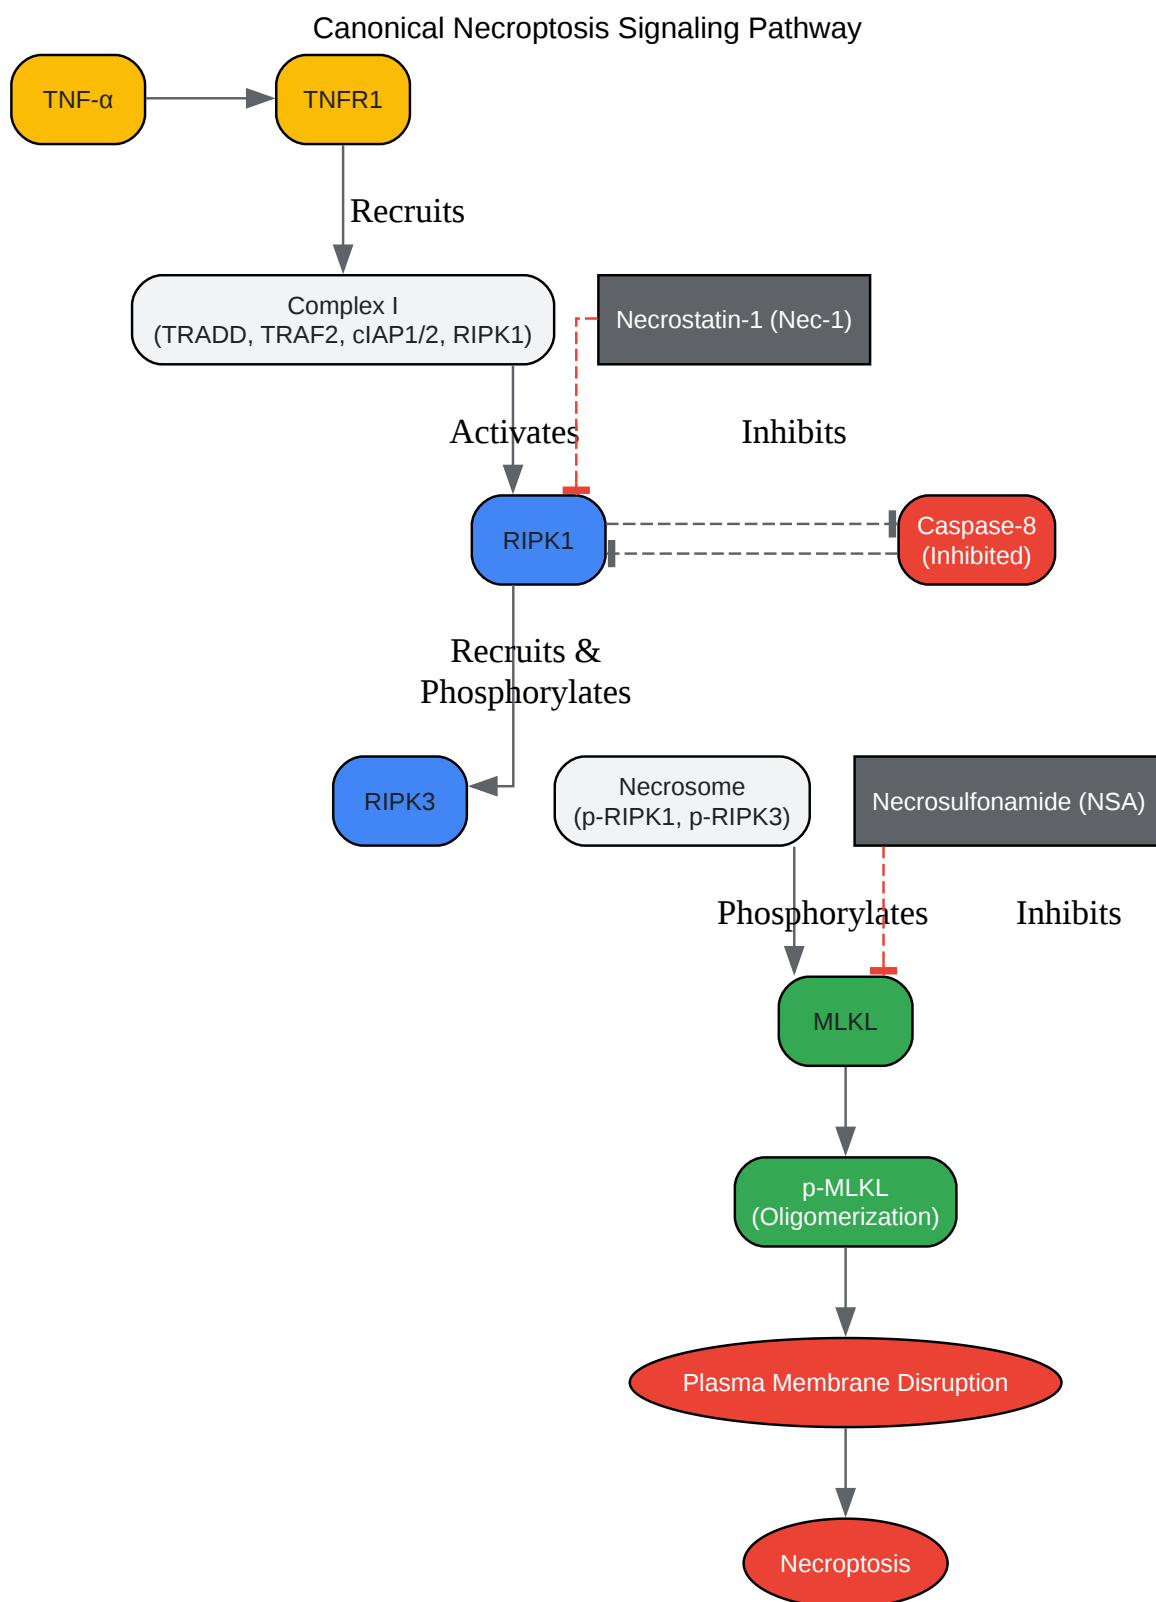 Canonical Necroptosis Signaling Pathway
TNF-α
TNFR1
Recruits
Complex I
(TRADD, TRAF2, cIAP1/2, RIPK1)
Necrostatin-1 (Nec-1)
Activates
Inhibits
RIPK1
Caspase-8
(Inhibited)
Recruits &
Phosphorylates
RIPK3
Necrosome
(p-RIPK1, p-RIPK3)
Necrosulfonamide (NSA)
Phosphorylates
Inhibits
MLKL
p-MLKL
(Oligomerization)
Plasma Membrane Disruption
Necroptosis